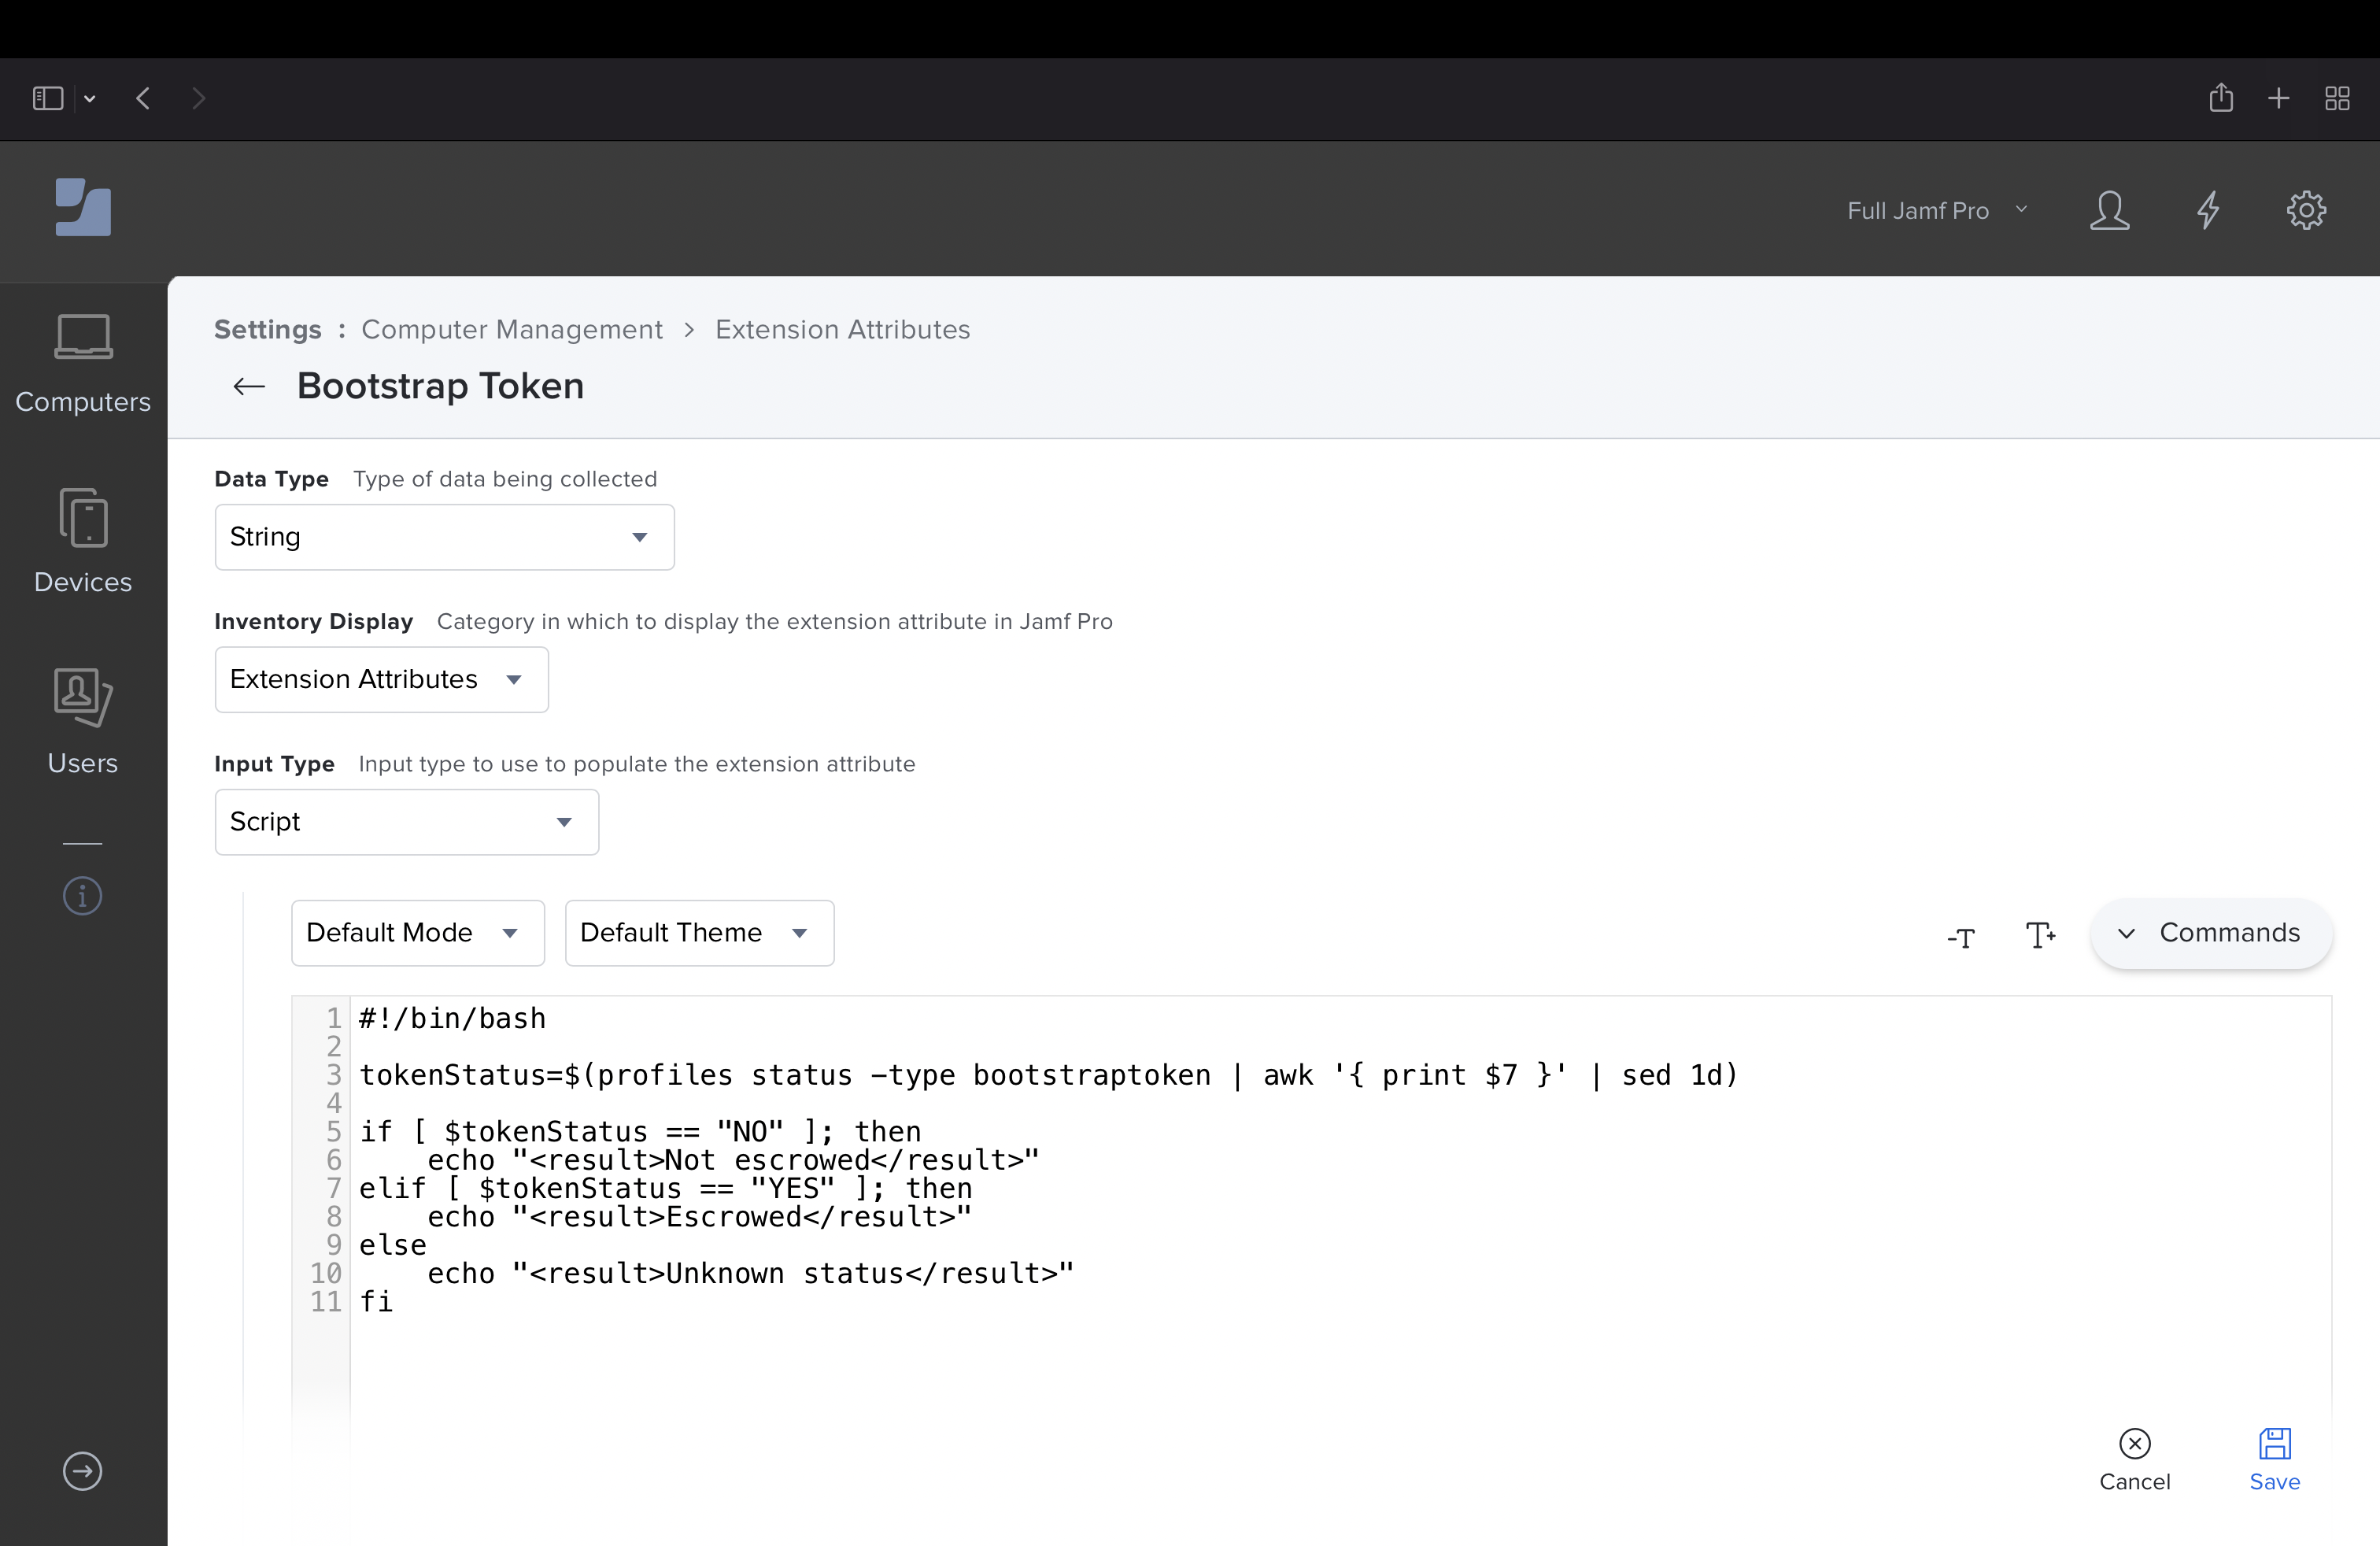 Full Jamf Pro
Computers
Devices
Users
Settings : Computer Management > Extension Attributes
Bootstrap Token
Data Type Type of data being collected
String
Inventory Display Category in which to display the extension attribute in Jamf Pro
Extension Attributes
Input Type Input type to use to populate the extension attribute
Script
Default Mode Default Theme -T T+ Commands
1 #!/bin/bash
2
3 tokenStatus=$(profiles status –type bootstraptoken | awk '{ print $7 }' | sed 1d)
4
5 if [ $tokenStatus == "NO" ]; then
6     echo "<result>Not escrowed</result>"
7 elif [ $tokenStatus == "YES" ]; then
8     echo "<result>Escrowed</result>"
9 else
10     echo "<result>Unknown status</result>"
11 fi
Cancel Save